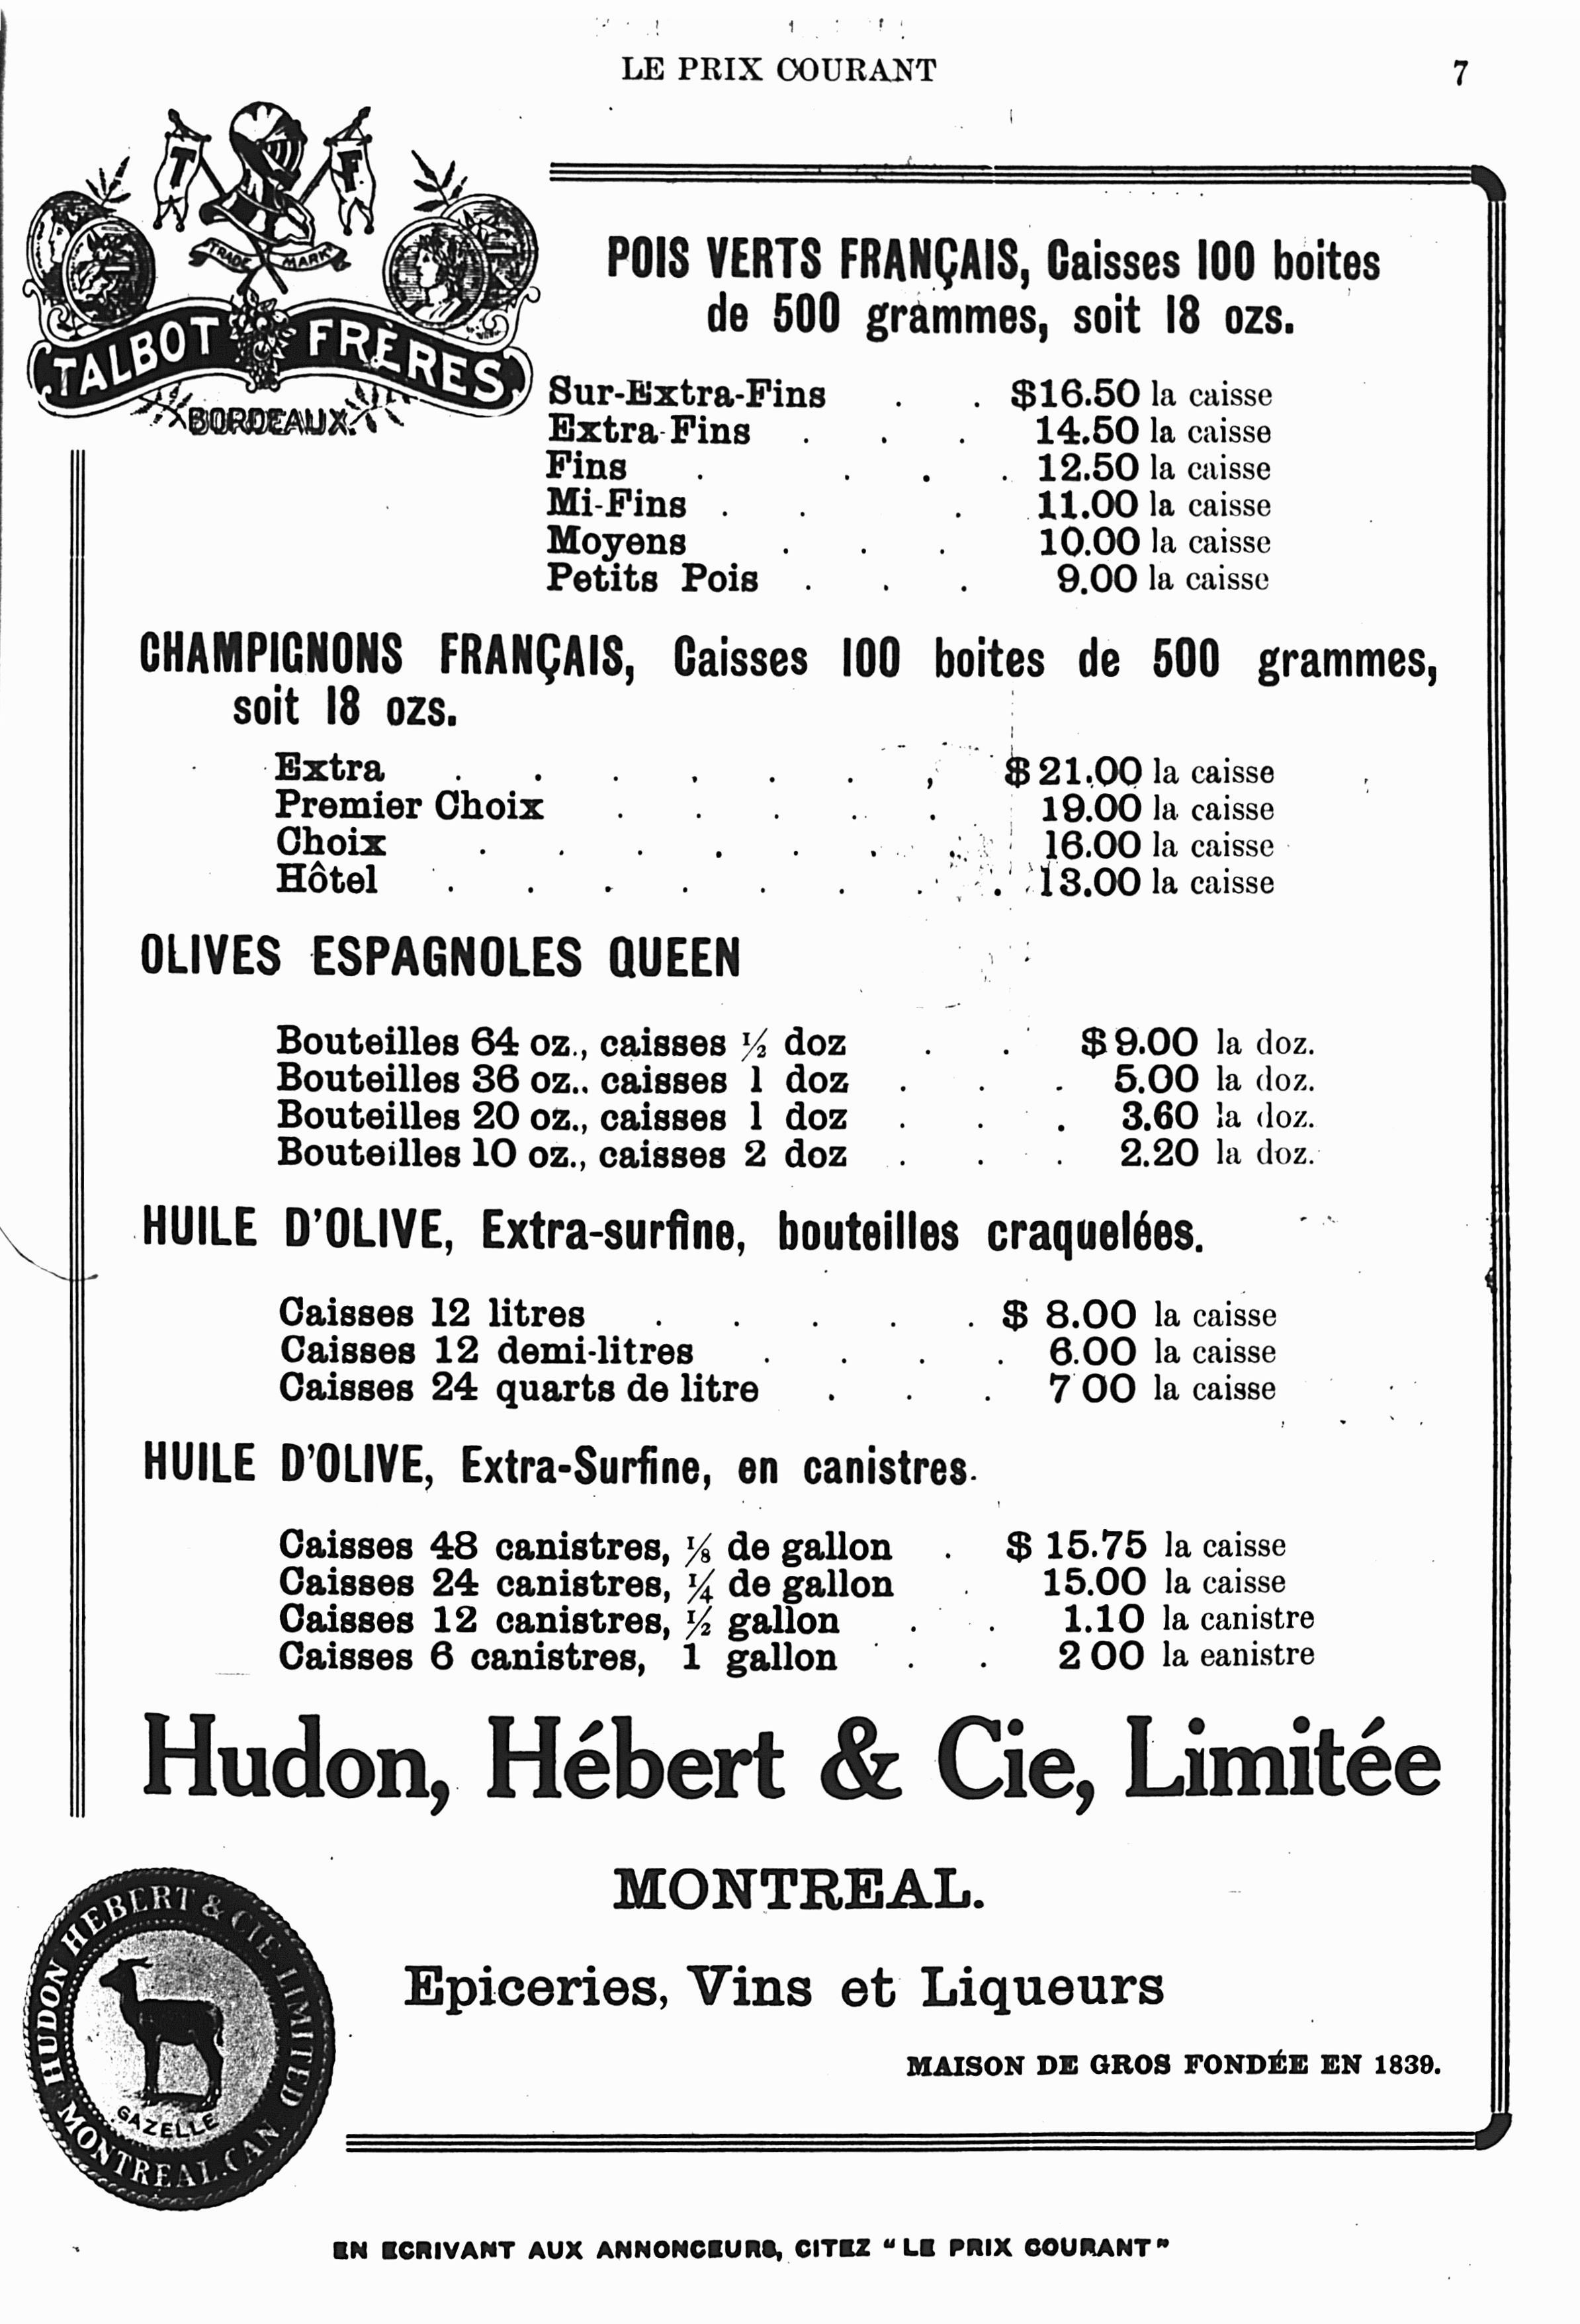 LE PRIX COURANT 7
T F
TRADE MARK
TALBOT FRÈRES
BORDEAUX.
POIS VERTS FRANÇAIS, Caisses 100 boites
de 500 grammes, soit 18 ozs.
Sur-Extra-Fins . . $16.50 la caisse
Extra-Fins . . . 14.50 la caisse
Fins . . . . 12.50 la caisse
Mi-Fins . . . 11.00 la caisse
Moyens . . . 10.00 la caisse
Petits Pois . . . 9.00 la caisse
CHAMPIGNONS FRANÇAIS, Caisses 100 boites de 500 grammes,
soit 18 ozs.
Extra . . . . . . , $21.00 la caisse
Premier Choix . . . . . 19.00 la caisse
Choix . . . . . . . 16.00 la caisse
Hôtel . . . . . . . . 13.00 la caisse
OLIVES ESPAGNOLES QUEEN
Bouteilles 64 oz., caisses ½ doz . . $9.00 la doz.
Bouteilles 36 oz.. caisses 1 doz . . . 5.00 la doz.
Bouteilles 20 oz., caisses 1 doz . . . 3.60 la doz.
Bouteilles 10 oz., caisses 2 doz . . . 2.20 la doz.
HUILE D'OLIVE, Extra-surfine, bouteilles craquelées.
Caisses 12 litres . . . . . $ 8.00 la caisse
Caisses 12 demi-litres . . . . 6.00 la caisse
Caisses 24 quarts de litre . . . 7 00 la caisse
HUILE D'OLIVE, Extra-Surfine, en canistres.
Caisses 48 canistres, ⅛ de gallon . $ 15.75 la caisse
Caisses 24 canistres, ¼ de gallon . 15.00 la caisse
Caisses 12 canistres, ½ gallon . . 1.10 la canistre
Caisses 6 canistres, 1 gallon . . 2 00 la eanistre
Hudon, Hébert & Cie, Limitée
MONTREAL.
Epiceries, Vins et Liqueurs
MAISON DE GROS FONDÉE EN 1839.
HUDON HEBERT & CIE. LIMITED
GAZELLE
MONTREAL. CAN.
EN ECRIVANT AUX ANNONCEURS, CITEZ "LE PRIX COURANT"